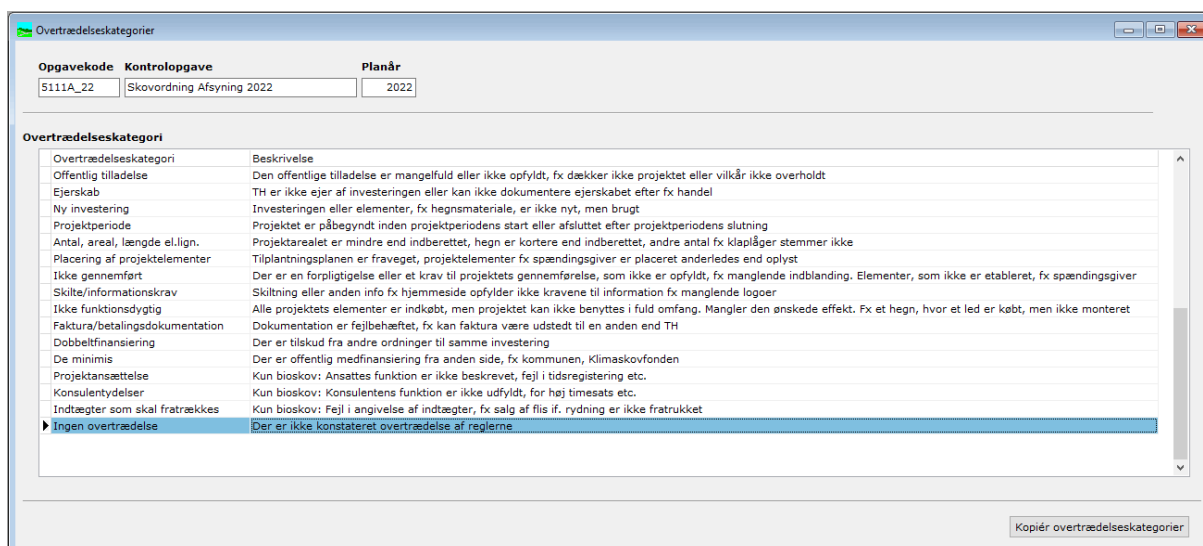 Overtrædelseskategorier
Opgavekode Kontrolopgave Planår
5111A_22 Skovordning Afsyning 2022 2022
Overtrædelseskategori
Overtrædelseskategori Beskrivelse
Offentlig tilladelse Den offentlige tilladelse er mangelfuld eller ikke opfyldt, fx dækker ikke projektet eller vilkår ikke overholdt
Ejerskab TH er ikke ejer af investeringen eller kan ikke dokumentere ejerskabet efter fx handel
Ny investering Investeringen eller elementer, fx hegnsmateriale, er ikke nyt, men brugt
Projektperiode Projektet er påbegyndt inden projektperiodens start eller afsluttet efter projektperiodens slutning
Antal, areal, længde el.lign. Projektarealet er mindre end indberettet, hegn er kortere end indberettet, andre antal fx klaplåger stemmer ikke
Placering af projektelementer Tilplantningsplanen er fraveget, projektelementer fx spændingsgiver er placeret anderledes end oplyst
Ikke gennemført Der er en forpligtigelse eller et krav til projektets gennemførelse, som ikke er opfyldt, fx manglende indblanding. Elementer, som ikke er etableret, fx spændingsgiver
Skilte/informationskrav Skiltning eller anden info fx hjemmeside opfylder ikke kravene til information fx manglende logoer
Ikke funktionsdygtig Alle projektets elementer er indkøbt, men projektet kan ikke benyttes i fuld omfang. Mangler den ønskede effekt. Fx et hegn, hvor et led er købt, men ikke monteret
Faktura/betalingsdokumentation Dokumentation er fejlbehæftet, fx kan faktura være udstedt til en anden end TH
Dobbeltfinansiering Der er tilskud fra andre ordninger til samme investering
De minimis Der er offentlig medfinansiering fra anden side, fx kommunen, Klimaskovfonden
Projektansættelse Kun bioskov: Ansattes funktion er ikke beskrevet, fejl i tidsregistering etc.
Konsulentydelser Kun bioskov: Konsulentens funktion er ikke udfyldt, for høj timesats etc.
Indtægter som skal fratrækkes Kun bioskov: Fejl i angivelse af indtægter, fx salg af flis if. rydning er ikke fratrukket
Ingen overtrædelse Der er ikke konstateret overtrædelse af reglerne
Kopiér overtrædelseskategorier